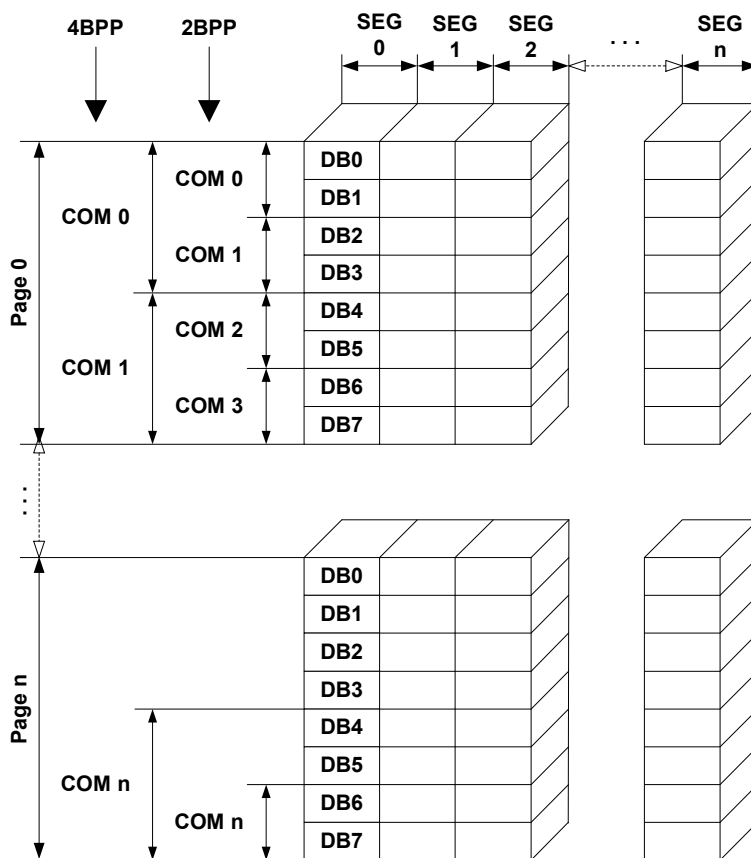 4BPP 2BPP SEG 0 SEG 1 SEG 2 . . . SEG n
Page 0
COM 0
COM 1
COM 0
COM 1
COM 2
COM 3
DB0
DB1
DB2
DB3
DB4
DB5
DB6
DB7
. . .
Page n
COM n
COM n
DB0
DB1
DB2
DB3
DB4
DB5
DB6
DB7